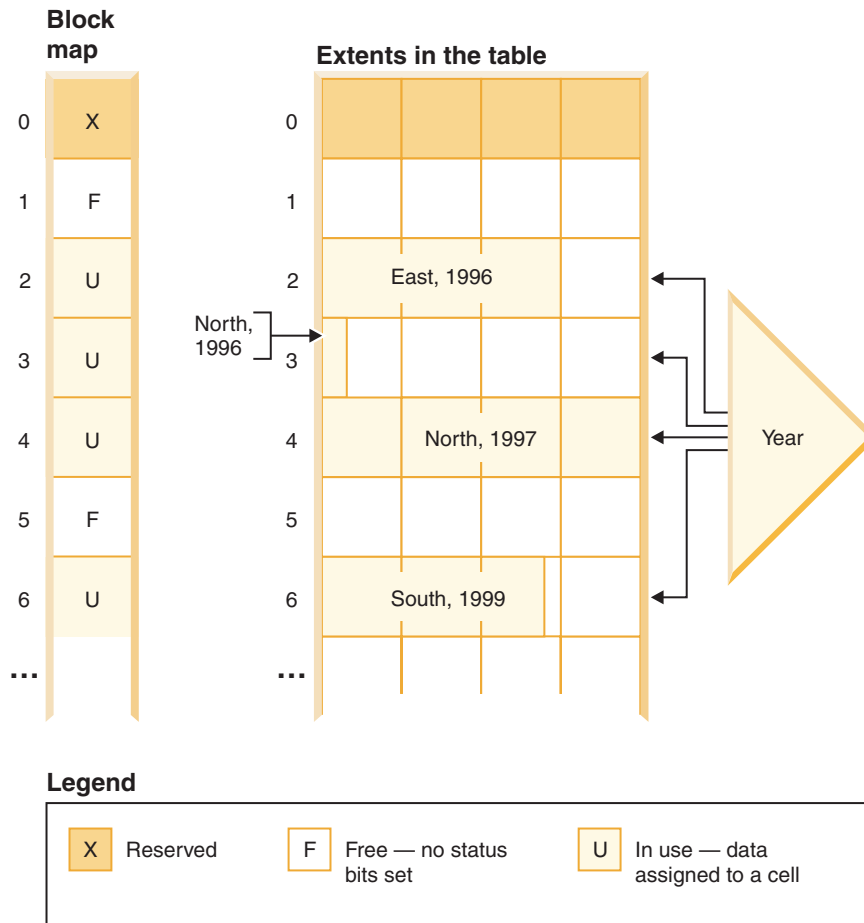 Block
map
Extents in the table
0
X
0
1
F
1
2
U
2
East, 1996
North,
1996
3
U
3
4
U
4
North, 1997
Year
5
F
5
6
U
6
South, 1999
...
...
Legend
X
Reserved
F
Free — no status
bits set
U
In use — data
assigned to a cell